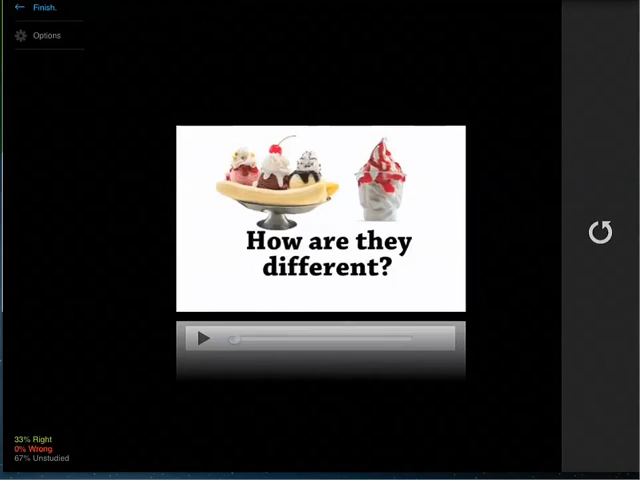 Finish.
Options
How are they
different?
33% Right
0% Wrong
67% Unstudied